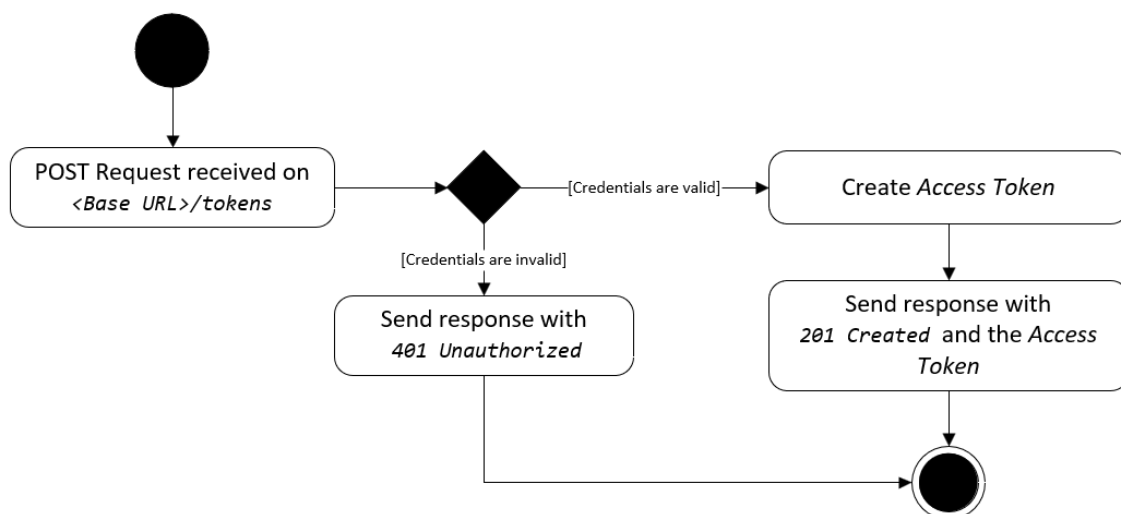 POST Request received on
<Base URL>/tokens
[Credentials are valid]
Create Access Token
[Credentials are invalid]
Send response with
401 Unauthorized
Send response with
201 Created and the Access
Token